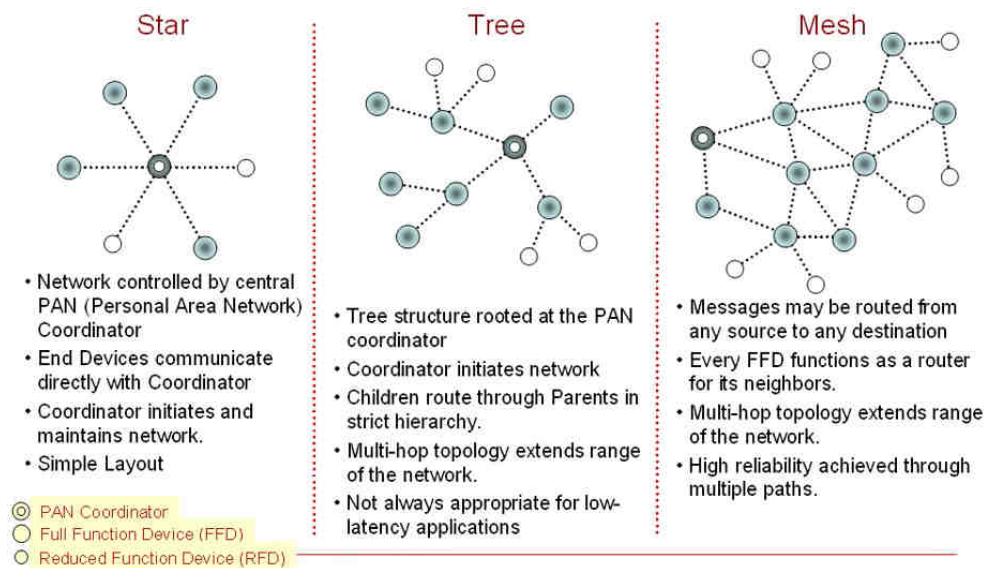 Star
• Network controlled by central
PAN (Personal Area Network)
Coordinator
• End Devices communicate
directly with Coordinator
• Coordinator initiates and
maintains network.
• Simple Layout
PAN Coordinator
Full Function Device (FFD)
Reduced Function Device (RFD)
Tree
• Tree structure rooted at the PAN
coordinator
• Coordinator initiates network
• Children route through Parents in
strict hierarchy.
• Multi-hop topology extends range
of the network.
• Not always appropriate for low-
latency applications
Mesh
• Messages may be routed from
any source to any destination
• Every FFD functions as a router
for its neighbors.
• Multi-hop topology extends range
of the network.
• High reliability achieved through
multiple paths.